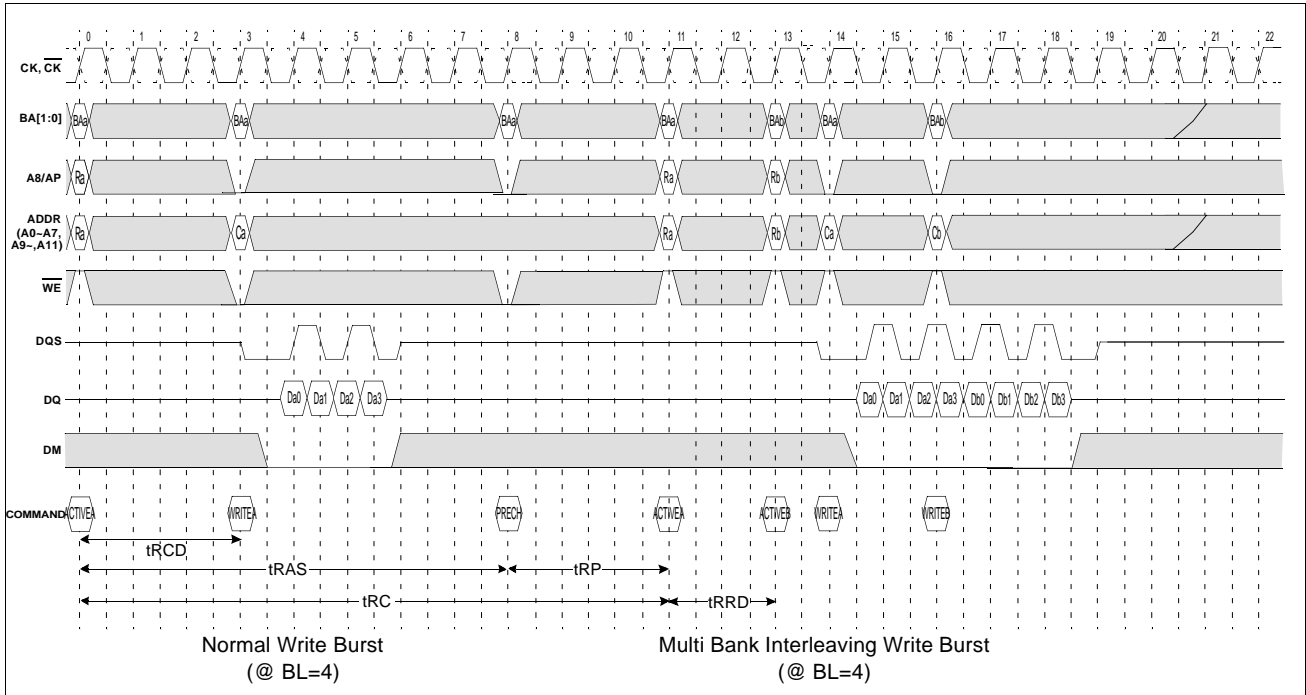 0 1 2 3 4 5 6 7 8 9 10 11 12 13 14 15 16 17 18 19 20 21 22
CK, CK
BA[1:0] BAa BAa BAa BAa BAb BAa BAb
A8/AP Ra Ra Rb
ADDR
(A0~A7,
A9~,A11)
Ra Ca Ra Rb Ca Cb
WE
DQS
DQ Da0 Da1 Da2 Da3 Da0 Da1 Da2 Da3 Db0 Db1 Db2 Db3
DM
COMMAND ACTIVEA WRITEA PRECH ACTIVEA ACTIVEB WRITEA WRITEB
tRCD
tRAS tRP
tRC tRRD
Normal Write Burst Multi Bank Interleaving Write Burst
(@ BL=4) (@ BL=4)